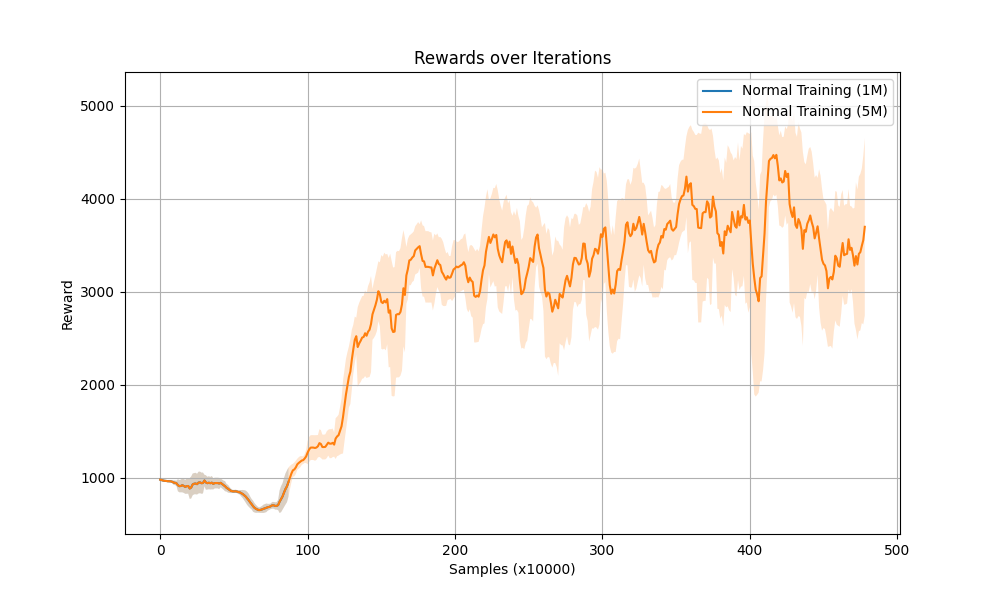 Rewards over Iterations
Normal Training (1M)
Normal Training (5M)
5000
4000
3000
2000
1000
Reward
0 100 200 300 400 500
Samples (x10000)